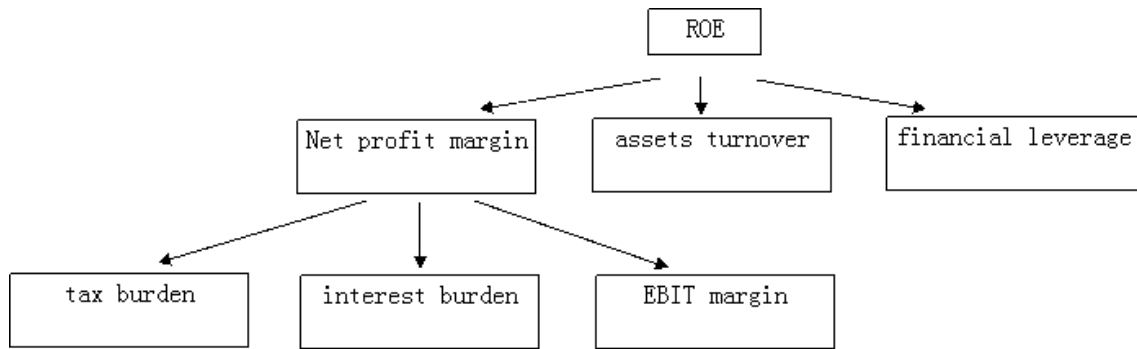 ROE
Net profit margin
assets turnover
financial leverage
tax burden
interest burden
EBIT margin